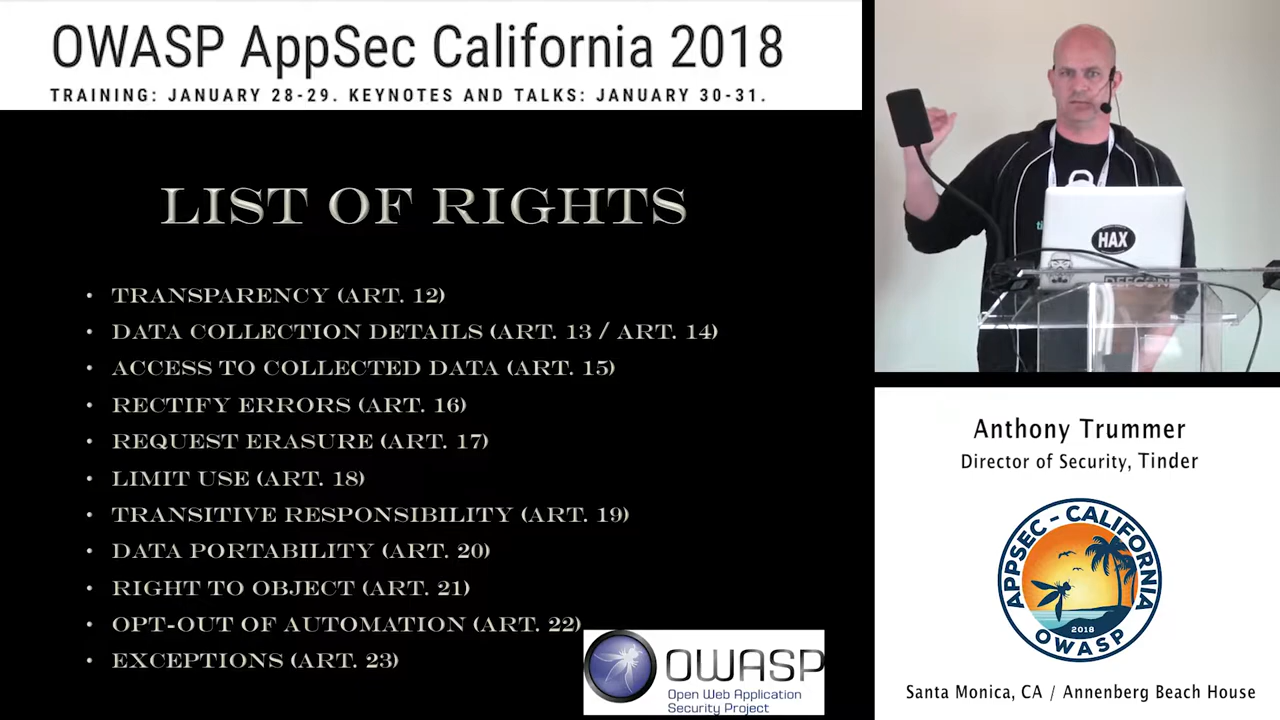 OWASP AppSec California 2018
TRAINING: JANUARY 28-29. KEYNOTES AND TALKS: JANUARY 30-31.
LIST OF RIGHTS
• TRANSPARENCY (ART. 12)
• DATA COLLECTION DETAILS (ART. 13 / ART. 14)
• ACCESS TO COLLECTED DATA (ART. 15)
• RECTIFY ERRORS (ART. 16)
• REQUEST ERASURE (ART. 17)
• LIMIT USE (ART. 18)
• TRANSITIVE RESPONSIBILITY (ART. 19)
• DATA PORTABILITY (ART. 20)
• RIGHT TO OBJECT (ART. 21)
• OPT-OUT OF AUTOMATION (ART. 22)
• EXCEPTIONS (ART. 23)
OWASP
Open Web Application
Security Project
HAX
DEFCON
Anthony Trummer
Director of Security, Tinder
APPSEC - CALIFORNIA
2018
OWASP
Santa Monica, CA / Annenberg Beach House